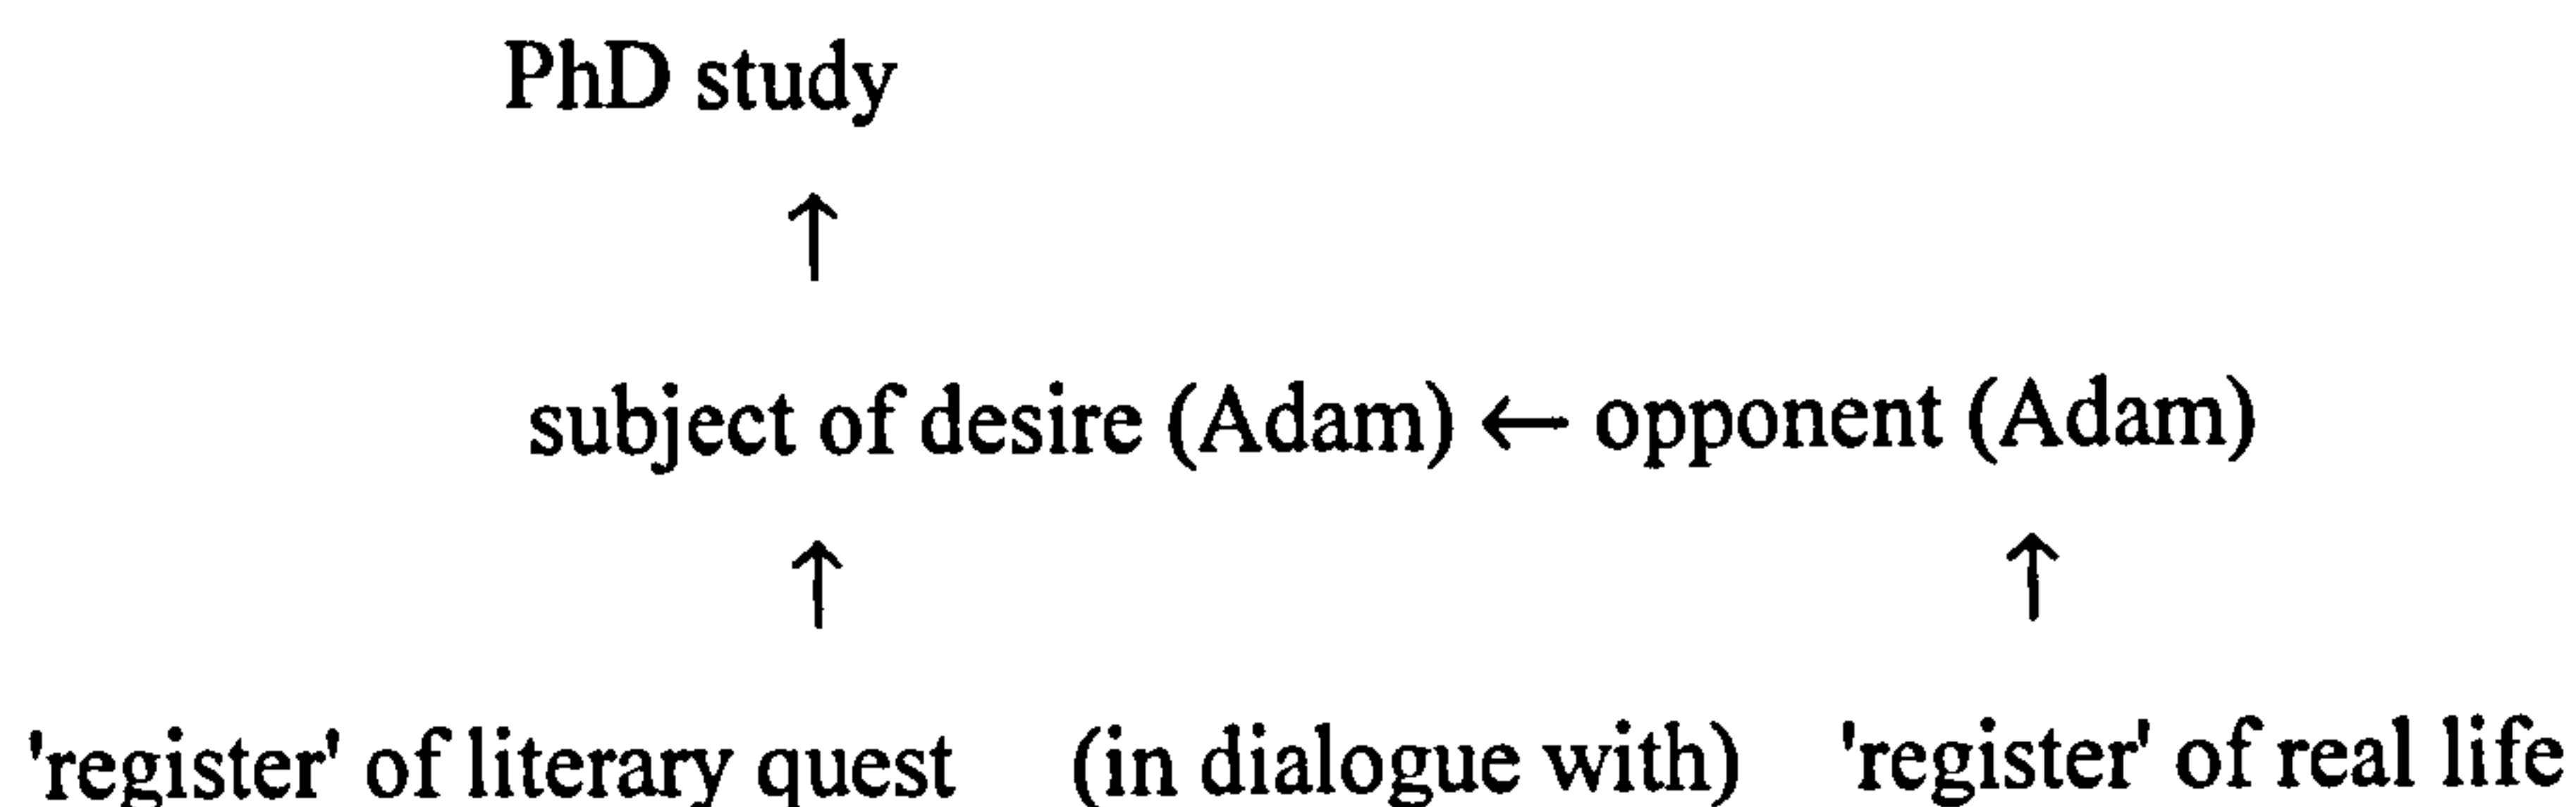 PhD study
↑
subject of desire (Adam) ← opponent (Adam)
↑ ↑
'register' of literary quest (in dialogue with) 'register' of real life